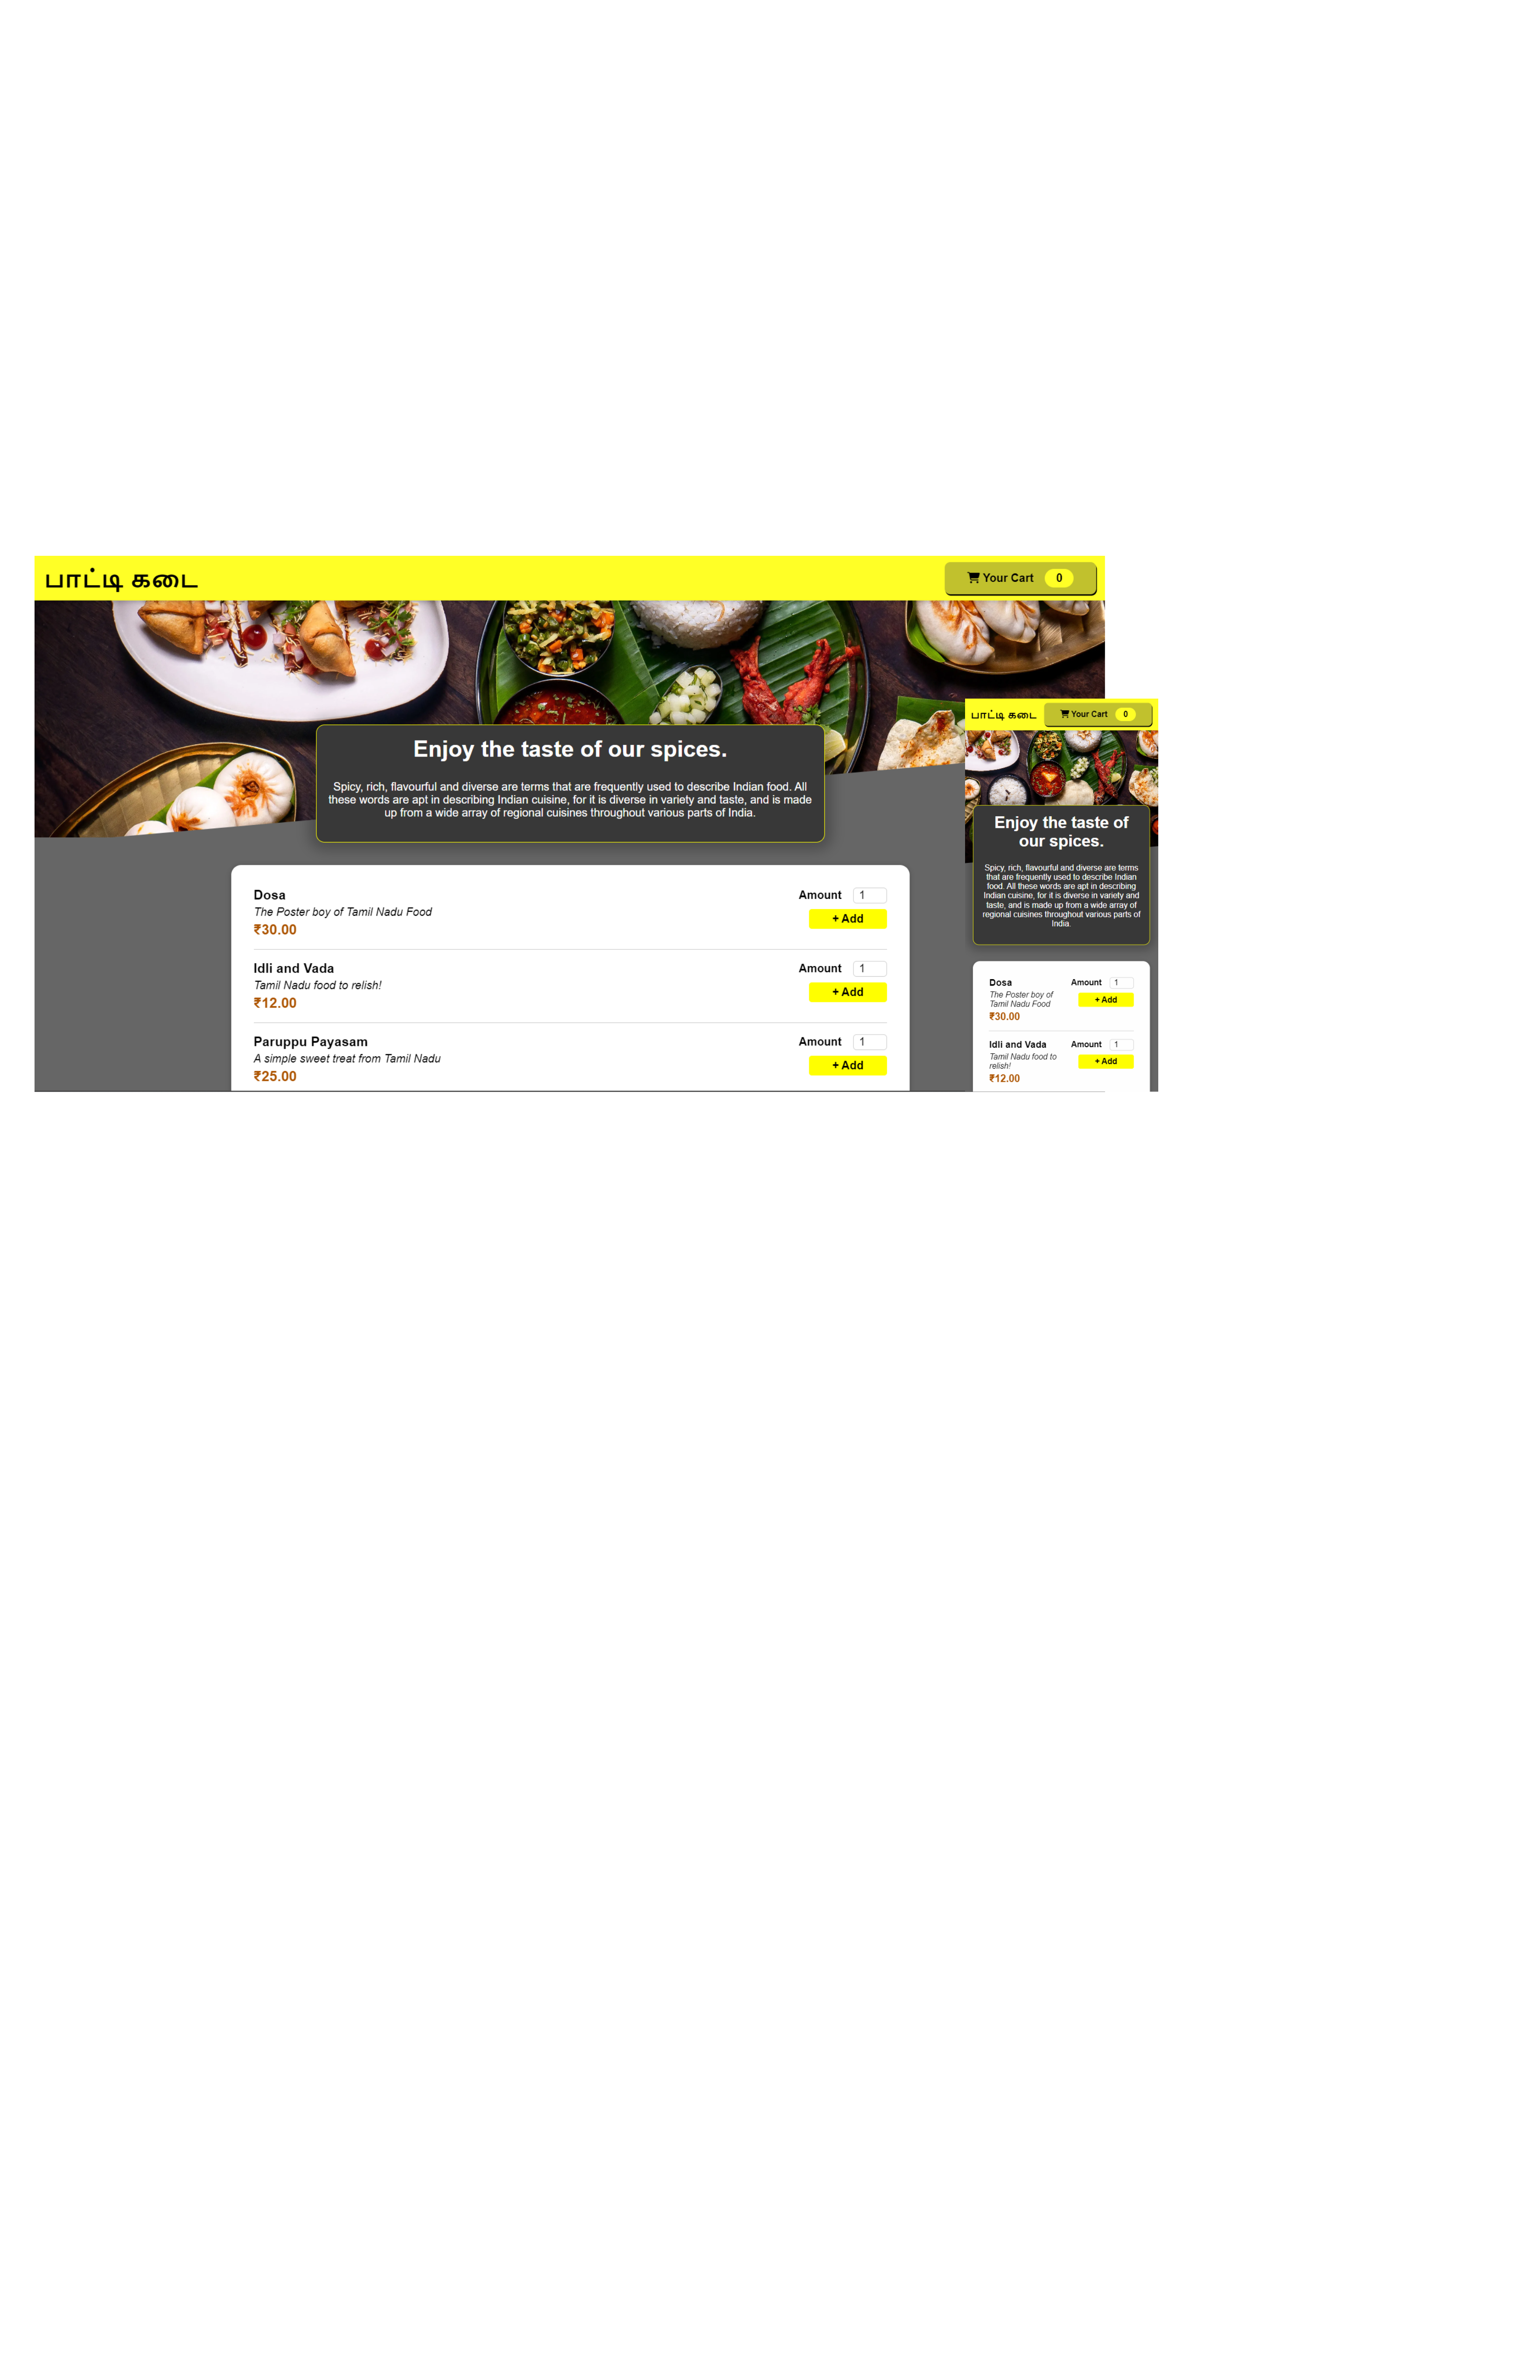 பாட்டி கடை
Your Cart 0
Enjoy the taste of our spices.
Spicy, rich, flavourful and diverse are terms that are frequently used to describe Indian food. All
these words are apt in describing Indian cuisine, for it is diverse in variety and taste, and is made
up from a wide array of regional cuisines throughout various parts of India.
Dosa
The Poster boy of Tamil Nadu Food
₹30.00
Amount 1
+ Add
Idli and Vada
Tamil Nadu food to relish!
₹12.00
Amount 1
+ Add
Paruppu Payasam
A simple sweet treat from Tamil Nadu
₹25.00
Amount 1
+ Add
பாட்டி கடை
Your Cart 0
Enjoy the taste of
our spices.
Spicy, rich, flavourful and diverse are terms
that are frequently used to describe Indian
food. All these words are apt in describing
Indian cuisine, for it is diverse in variety and
taste, and is made up from a wide array of
regional cuisines throughout various parts of
India.
Dosa
The Poster boy of
Tamil Nadu Food
₹30.00
Amount 1
+ Add
Idli and Vada
Tamil Nadu food to
relish!
₹12.00
Amount 1
+ Add